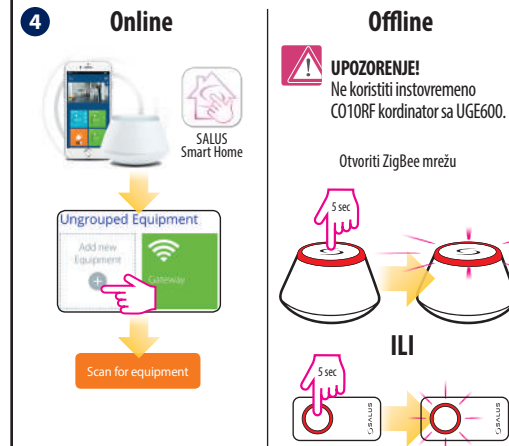 4
Online
SALUS
Smart Home
Ungrouped Equipment
Add new
Equipment
Gateway
Scan for equipment
Offline
UPOZORENJE!
Ne koristiti instovremeno
CO10RF kordinator sa UGE600.
Otvoriti ZigBee mrežu
5 sec
ILI
5 sec
SALUS
SALUS